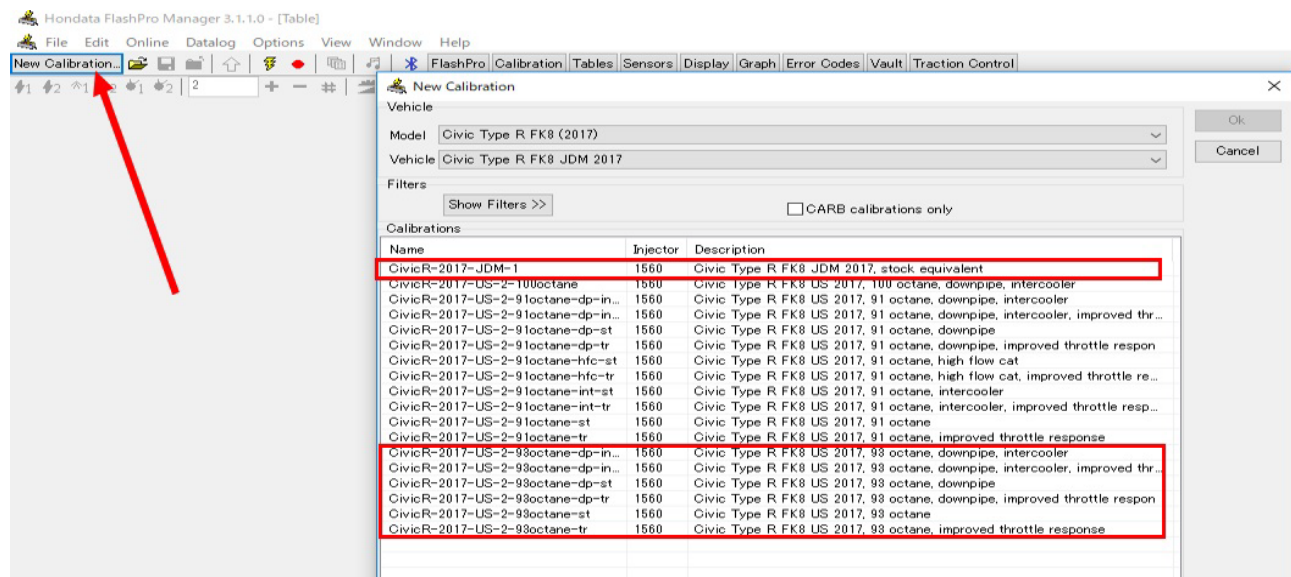 Hondata FlashPro Manager 3.1.1.0 - [Table]
File Edit Online Datalog Options View Window Help
New Calibration... FlashPro Calibration Tables Sensors Display Graph Error Codes Vault Traction Control
1 2 1 2 1 2 2
New Calibration
Vehicle
Model Civic Type R FK8 (2017)
Ok
Vehicle Civic Type R FK8 JDM 2017
Cancel
Filters
Show Filters >> CARB calibrations only
Calibrations
Name Injector Description
CivicR-2017-JDM-1 1560 Civic Type R FK8 JDM 2017, stock equivalent
CivicR-2017-US-2-100octane 1560 Civic Type R FK8 US 2017, 100 octane, downpipe, intercooler
CivicR-2017-US-2-91octane-dp-in... 1560 Civic Type R FK8 US 2017, 91 octane, downpipe, intercooler
CivicR-2017-US-2-91octane-dp-in... 1560 Civic Type R FK8 US 2017, 91 octane, downpipe, intercooler, improved thr...
CivicR-2017-US-2-91octane-dp-st 1560 Civic Type R FK8 US 2017, 91 octane, downpipe
CivicR-2017-US-2-91octane-dp-tr 1560 Civic Type R FK8 US 2017, 91 octane, downpipe, improved throttle respon
CivicR-2017-US-2-91octane-hfc-st 1560 Civic Type R FK8 US 2017, 91 octane, high flow cat
CivicR-2017-US-2-91octane-hfc-tr 1560 Civic Type R FK8 US 2017, 91 octane, high flow cat, improved throttle re...
CivicR-2017-US-2-91octane-int-st 1560 Civic Type R FK8 US 2017, 91 octane, intercooler
CivicR-2017-US-2-91octane-int-tr 1560 Civic Type R FK8 US 2017, 91 octane, intercooler, improved throttle resp...
CivicR-2017-US-2-91octane-st 1560 Civic Type R FK8 US 2017, 91 octane
CivicR-2017-US-2-91octane-tr 1560 Civic Type R FK8 US 2017, 91 octane, improved throttle response
CivicR-2017-US-2-93octane-dp-in... 1560 Civic Type R FK8 US 2017, 93 octane, downpipe, intercooler
CivicR-2017-US-2-93octane-dp-in... 1560 Civic Type R FK8 US 2017, 93 octane, downpipe, intercooler, improved thr...
CivicR-2017-US-2-93octane-dp-st 1560 Civic Type R FK8 US 2017, 93 octane, downpipe
CivicR-2017-US-2-93octane-dp-tr 1560 Civic Type R FK8 US 2017, 93 octane, downpipe, improved throttle respon
CivicR-2017-US-2-93octane-st 1560 Civic Type R FK8 US 2017, 93 octane
CivicR-2017-US-2-93octane-tr 1560 Civic Type R FK8 US 2017, 93 octane, improved throttle response